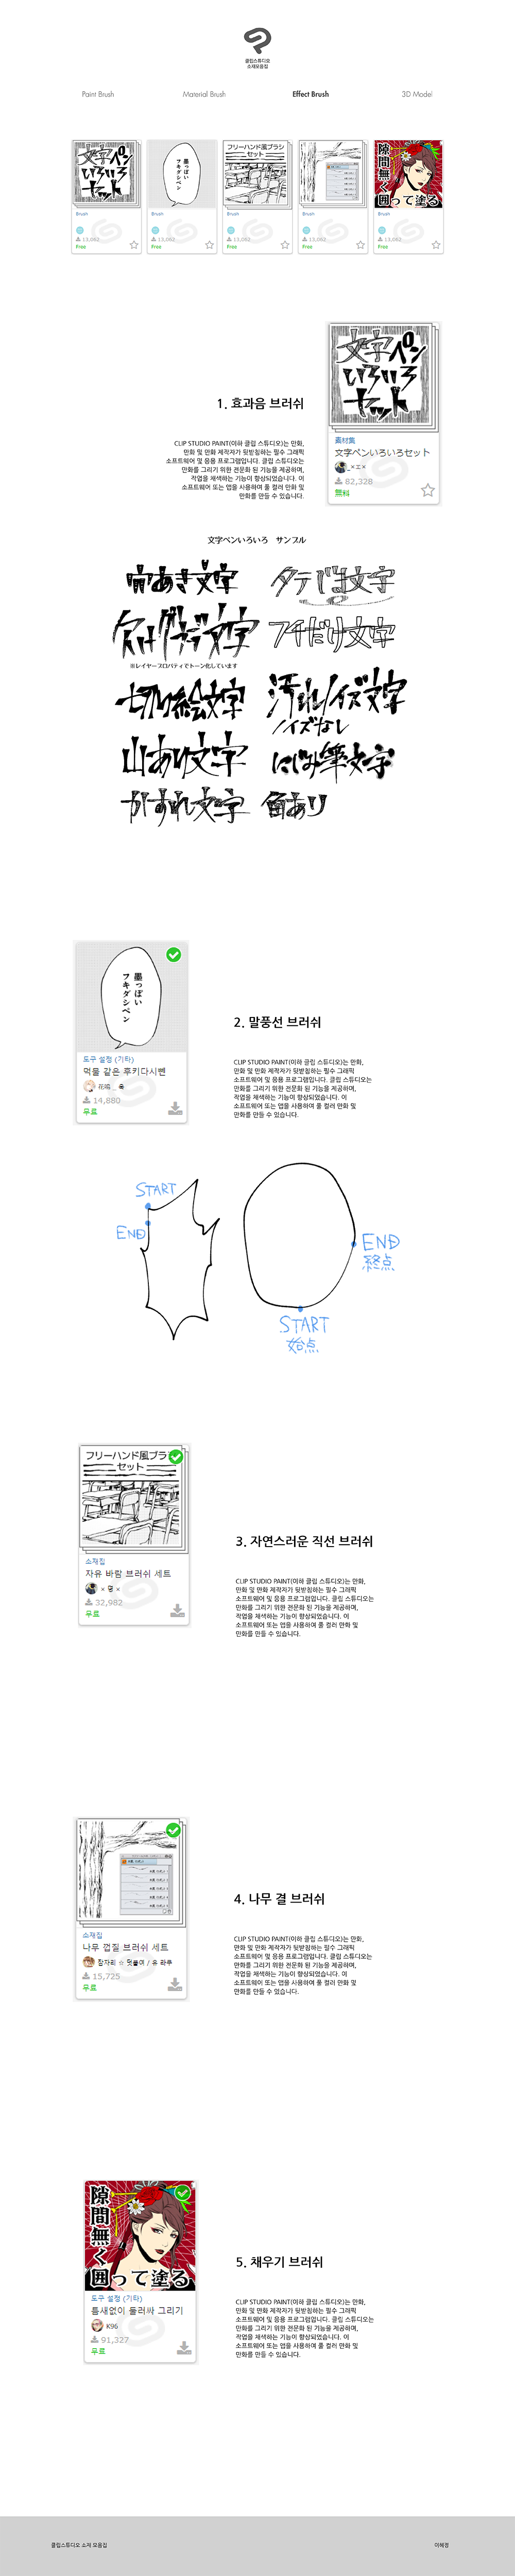 클립스튜디오
소재모음집
Paint Brush
Material Brush
Effect Brush
3D Model
文字ペン
いろいろ
セット
Brush
13,082
Free
墨っぽい
フキダシペン
Brush
13,082
Free
フリーハンド風ブラシ
セット
Brush
13,082
Free
Brush
13,082
Free
隙間無く
囲って塗る
Brush
13,082
Free
文字ペン
いろいろ
セット
素材集
文字ペンいろいろセット
×エ×
82,328
無料
1. 효과음 브러쉬
CLIP STUDIO PAINT(이하 클립 스튜디오)는 만화,
만화 및 만화 제작자가 뒷받침하는 필수 그래픽
소프트웨어 및 응용 프로그램입니다. 클립 스튜디오는
만화를 그리기 위한 전문화 된 기능을 제공하며,
작업을 채색하는 기능이 향상되었습니다. 이
소프트웨어 또는 앱을 사용하여 풀 컬러 만화 및
만화를 만들 수 있습니다.
文字ペンいろいろ　サンプル
中あき文字
タテじま文字
フチだけ文字
※レイヤープロパティでトーン化しています
切り絵文字
汚れノイズ文字
ノイズなし
山あり文字
にじみ筆文字
かすれ文字
角あり
墨っぽい
フキダシペン
도구 설정 (기타)
먹물 같은 후키다시펜
花鳴 _
14,880
무료
2. 말풍선 브러쉬
CLIP STUDIO PAINT(이하 클립 스튜디오)는 만화,
만화 및 만화 제작자가 뒷받침하는 필수 그래픽
소프트웨어 및 응용 프로그램입니다. 클립 스튜디오는
만화를 그리기 위한 전문화 된 기능을 제공하며,
작업을 채색하는 기능이 향상되었습니다. 이
소프트웨어 또는 앱을 사용하여 풀 컬러 만화 및
만화를 만들 수 있습니다.
START
END
END
終点
START
始点
フリーハンド風ブラシ
セット
소재집
자유 바람 브러쉬 세트
× 명 ×
32,982
무료
3. 자연스러운 직선 브러쉬
CLIP STUDIO PAINT(이하 클립 스튜디오)는 만화,
만화 및 만화 제작자가 뒷받침하는 필수 그래픽
소프트웨어 및 응용 프로그램입니다. 클립 스튜디오는
만화를 그리기 위한 전문화 된 기능을 제공하며,
작업을 채색하는 기능이 향상되었습니다. 이
소프트웨어 또는 앱을 사용하여 풀 컬러 만화 및
만화를 만들 수 있습니다.
소재집
나무 껍질 브러쉬 세트
잠자리 ☆ 덧붙여 / 유 라쿠
15,725
무료
4. 나무 결 브러쉬
CLIP STUDIO PAINT(이하 클립 스튜디오)는 만화,
만화 및 만화 제작자가 뒷받침하는 필수 그래픽
소프트웨어 및 응용 프로그램입니다. 클립 스튜디오는
만화를 그리기 위한 전문화 된 기능을 제공하며,
작업을 채색하는 기능이 향상되었습니다. 이
소프트웨어 또는 앱을 사용하여 풀 컬러 만화 및
만화를 만들 수 있습니다.
隙間無く
囲って塗る
도구 설정 (기타)
틈새없이 둘러싸 그리기
K96
91,327
무료
5. 채우기 브러쉬
CLIP STUDIO PAINT(이하 클립 스튜디오)는 만화,
만화 및 만화 제작자가 뒷받침하는 필수 그래픽
소프트웨어 및 응용 프로그램입니다. 클립 스튜디오는
만화를 그리기 위한 전문화 된 기능을 제공하며,
작업을 채색하는 기능이 향상되었습니다. 이
소프트웨어 또는 앱을 사용하여 풀 컬러 만화 및
만화를 만들 수 있습니다.
클립스튜디오 소재 모음집
이혜경